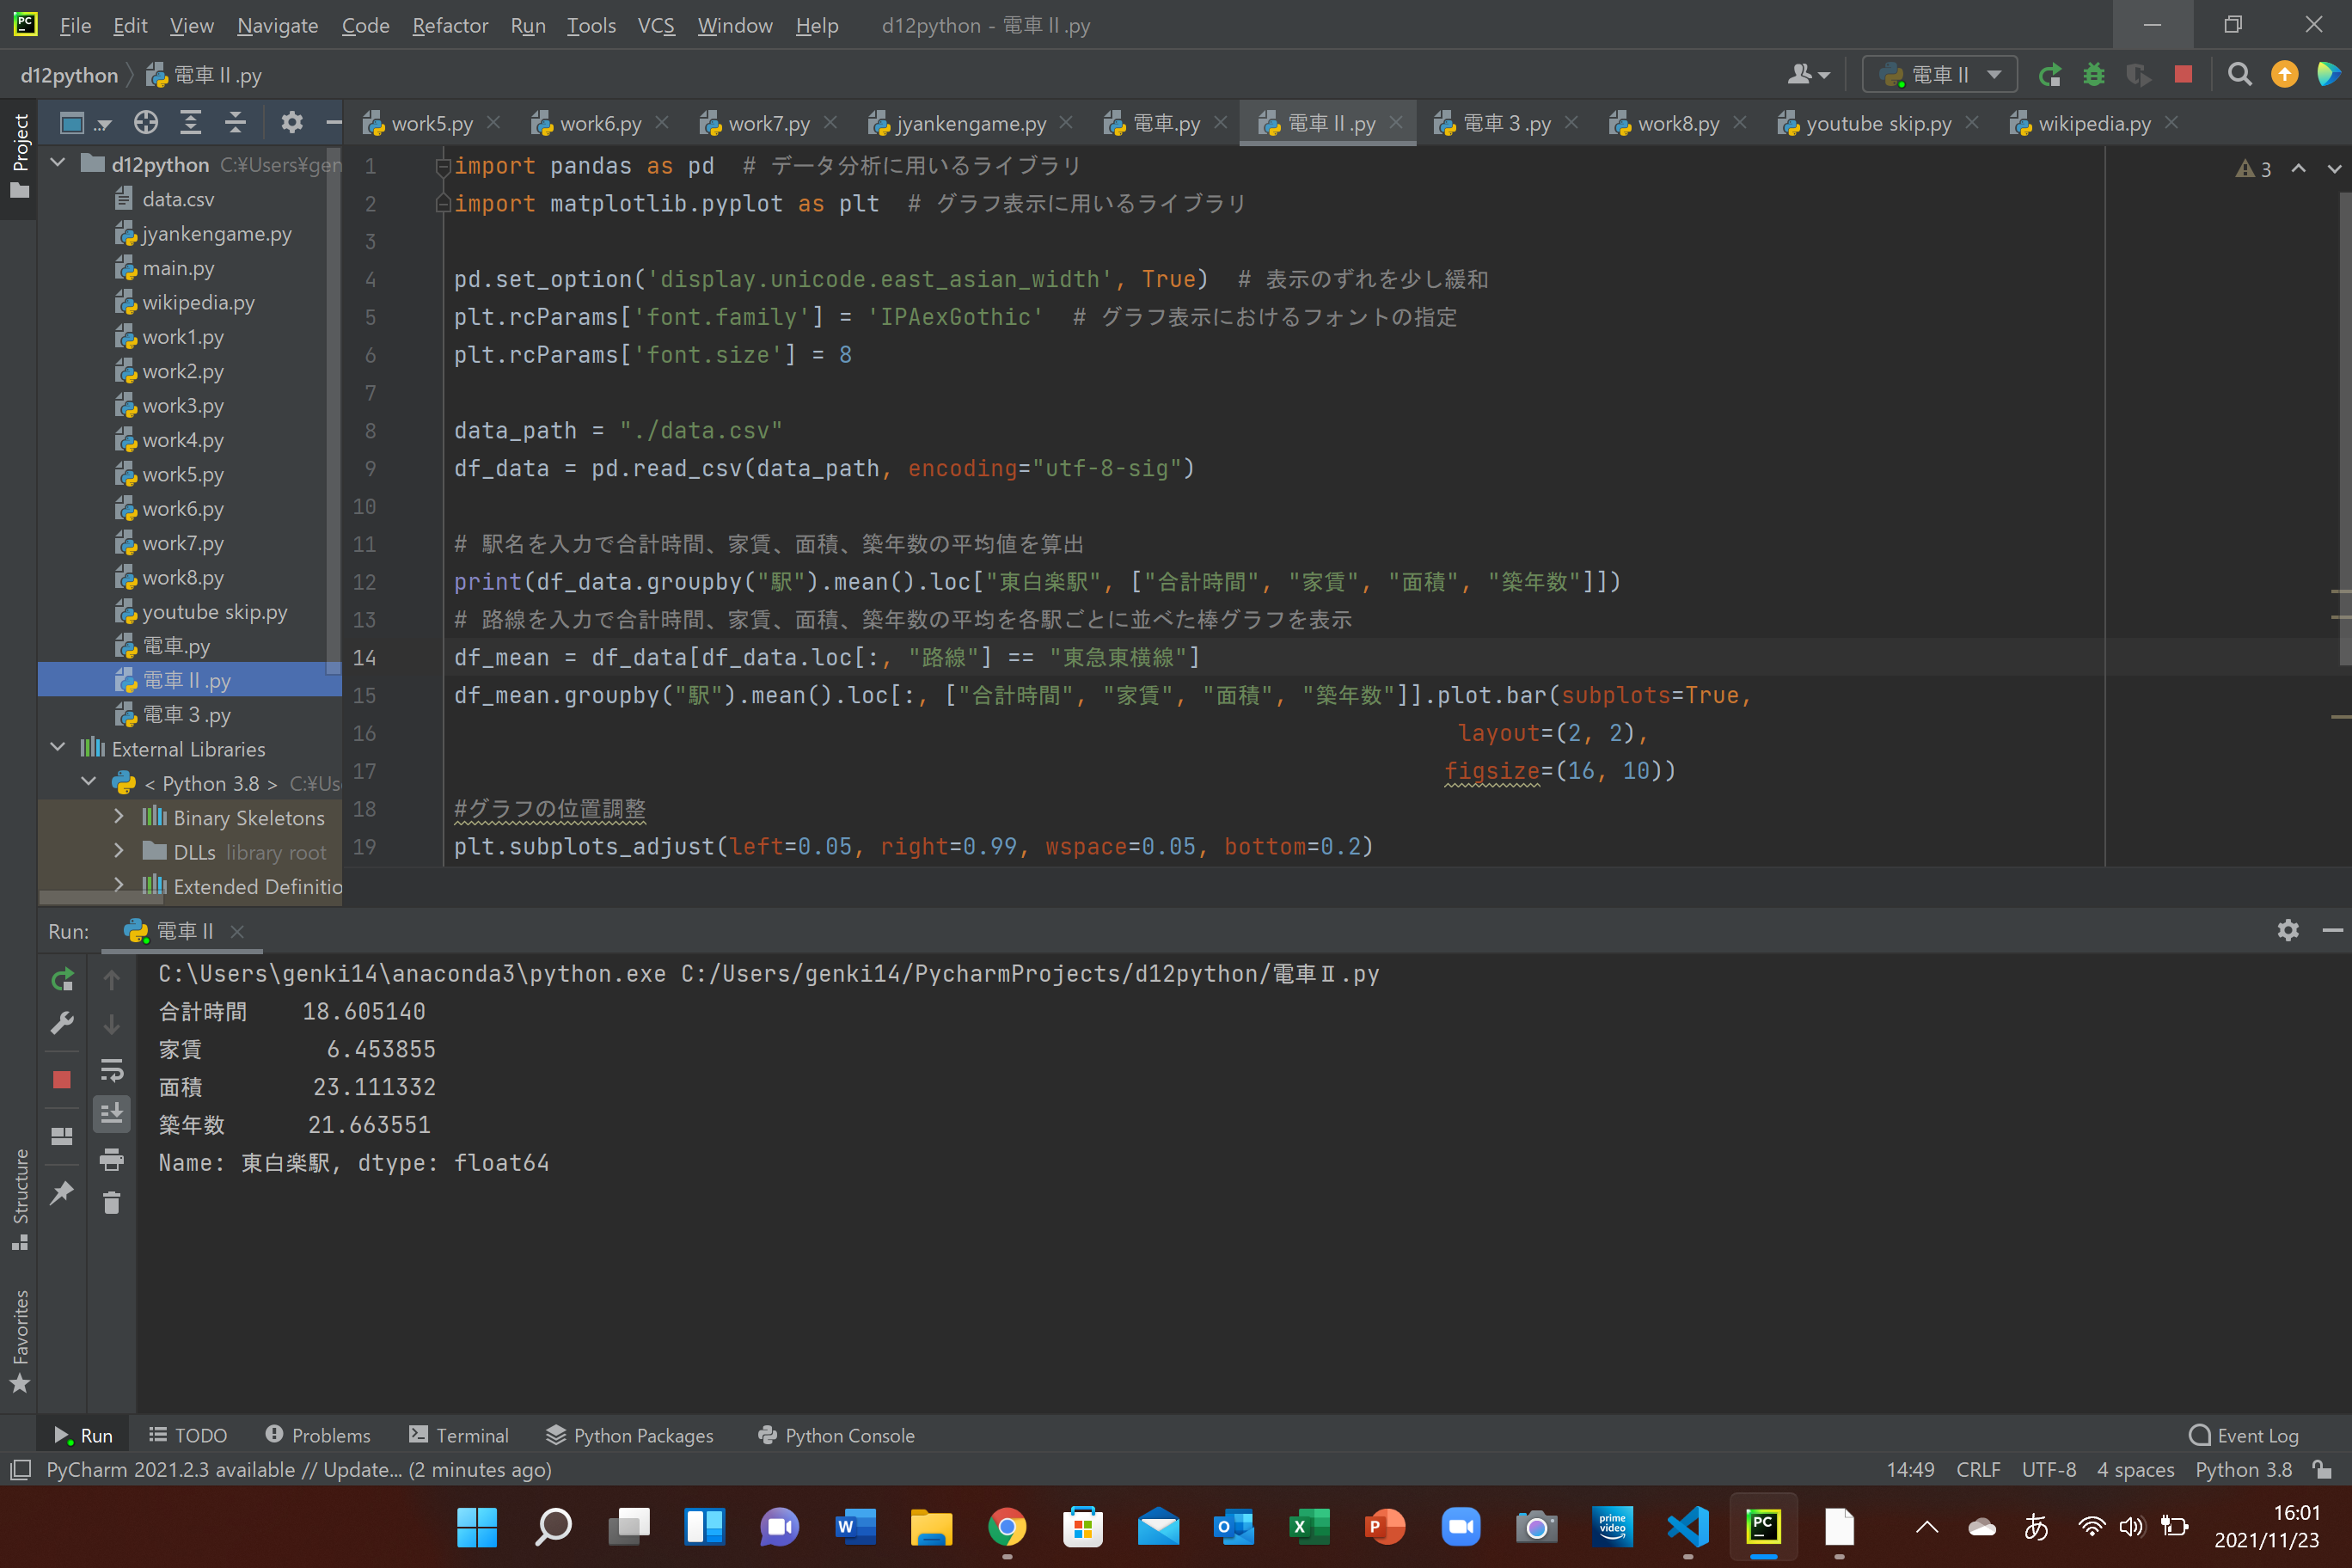 PC File Edit View Navigate Code Refactor Run Tools VCS Window Help d12python - 電車Ⅱ.py
d12python 電車Ⅱ.py 電車Ⅱ
work5.py work6.py work7.py jyankengame.py 電車.py 電車Ⅱ.py 電車3.py work8.py youtube skip.py wikipedia.py
Project
d12python C:¥Users¥gen
data.csv
jyankengame.py
main.py
wikipedia.py
work1.py
work2.py
work3.py
work4.py
work5.py
work6.py
work7.py
work8.py
youtube skip.py
電車.py
電車Ⅱ.py
電車3.py
External Libraries
< Python 3.8 > C:¥Us
Binary Skeletons
DLLs library root
Extended Definitio
3
1 import pandas as pd  # データ分析に用いるライブラリ
2 import matplotlib.pyplot as plt  # グラフ表示に用いるライブラリ
3
4 pd.set_option('display.unicode.east_asian_width', True)  # 表示のずれを少し緩和
5 plt.rcParams['font.family'] = 'IPAexGothic'  # グラフ表示におけるフォントの指定
6 plt.rcParams['font.size'] = 8
7
8 data_path = "./data.csv"
9 df_data = pd.read_csv(data_path, encoding="utf-8-sig")
10
11 # 駅名を入力で合計時間、家賃、面積、築年数の平均値を算出
12 print(df_data.groupby("駅").mean().loc["東白楽駅", ["合計時間", "家賃", "面積", "築年数"]])
13 # 路線を入力で合計時間、家賃、面積、築年数の平均を各駅ごとに並べた棒グラフを表示
14 df_mean = df_data[df_data.loc[:, "路線"] == "東急東横線"]
15 df_mean.groupby("駅").mean().loc[:, ["合計時間", "家賃", "面積", "築年数"]].plot.bar(subplots=True,
16 layout=(2, 2),
17 figsize=(16, 10))
18 #グラフの位置調整
19 plt.subplots_adjust(left=0.05, right=0.99, wspace=0.05, bottom=0.2)
Run: 電車Ⅱ
C:\Users\genki14\anaconda3\python.exe C:/Users/genki14/PycharmProjects/d12python/電車Ⅱ.py
合計時間 18.605140
家賃 6.453855
面積 23.111332
築年数 21.663551
Name: 東白楽駅, dtype: float64
Structure
Favorites
Run TODO Problems Terminal Python Packages Python Console Event Log
PyCharm 2021.2.3 available // Update... (2 minutes ago) 14:49 CRLF UTF-8 4 spaces Python 3.8
W O X P prime video PC あ 16:01
2021/11/23